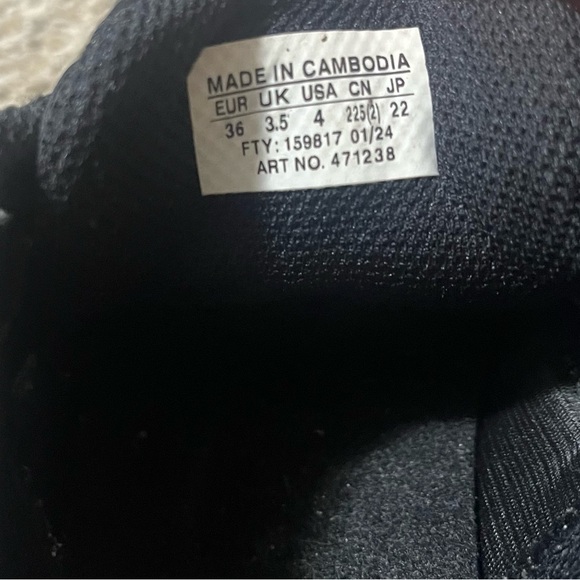 MADE IN CAMBODIA
EUR UK USA CN JP
36 3.5 4 225(2) 22
FTY: 159817 01/24
ART NO. 471238